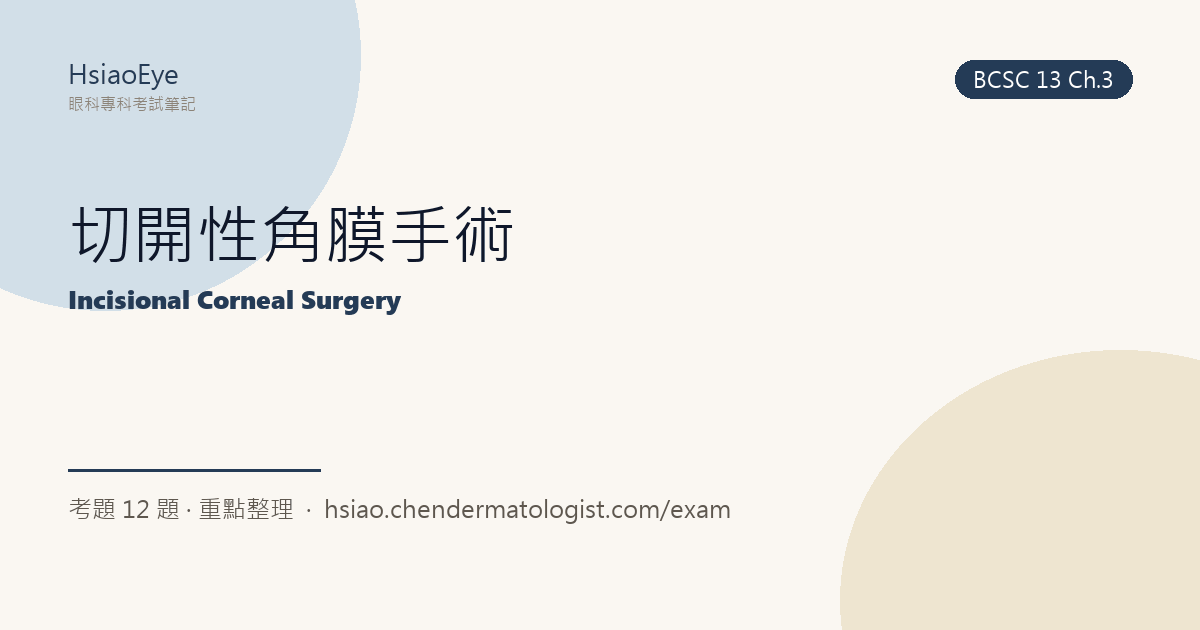 HsiaoEye
眼科專科考試筆記
BCSC 13 Ch.3
切開性角膜手術
Incisional Corneal Surgery
考題 12 題 · 重點整理 · hsiao.chendermatologist.com/exam